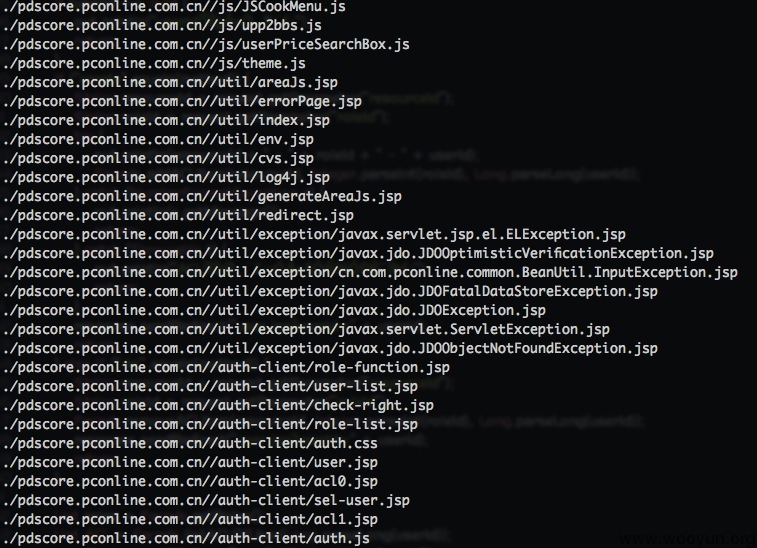 ./pdscore.pconline.com.cn//js/JSCookMenu.js
./pdscore.pconline.com.cn//js/upp2bbs.js
./pdscore.pconline.com.cn//js/userPriceSearchBox.js
./pdscore.pconline.com.cn//js/theme.js
./pdscore.pconline.com.cn//util/areaJs.jsp
./pdscore.pconline.com.cn//util/errorPage.jsp
./pdscore.pconline.com.cn//util/index.jsp
./pdscore.pconline.com.cn//util/env.jsp
./pdscore.pconline.com.cn//util/cvs.jsp
./pdscore.pconline.com.cn//util/log4j.jsp
./pdscore.pconline.com.cn//util/generateAreaJs.jsp
./pdscore.pconline.com.cn//util/redirect.jsp
./pdscore.pconline.com.cn//util/exception/javax.servlet.jsp.el.ELException.jsp
./pdscore.pconline.com.cn//util/exception/javax.jdo.JDOOptimisticVerificationException.jsp
./pdscore.pconline.com.cn//util/exception/cn.com.pconline.common.BeanUtil.InputException.jsp
./pdscore.pconline.com.cn//util/exception/javax.jdo.JDOFatalDataStoreException.jsp
./pdscore.pconline.com.cn//util/exception/javax.jdo.JDOException.jsp
./pdscore.pconline.com.cn//util/exception/javax.servlet.ServletException.jsp
./pdscore.pconline.com.cn//util/exception/javax.jdo.JDOObjectNotFoundException.jsp
./pdscore.pconline.com.cn//auth-client/role-function.jsp
./pdscore.pconline.com.cn//auth-client/user-list.jsp
./pdscore.pconline.com.cn//auth-client/check-right.jsp
./pdscore.pconline.com.cn//auth-client/role-list.jsp
./pdscore.pconline.com.cn//auth-client/auth.css
./pdscore.pconline.com.cn//auth-client/user.jsp
./pdscore.pconline.com.cn//auth-client/acl0.jsp
./pdscore.pconline.com.cn//auth-client/sel-user.jsp
./pdscore.pconline.com.cn//auth-client/acl1.jsp
./pdscore.pconline.com.cn//auth-client/auth.js
www.wooyun.org